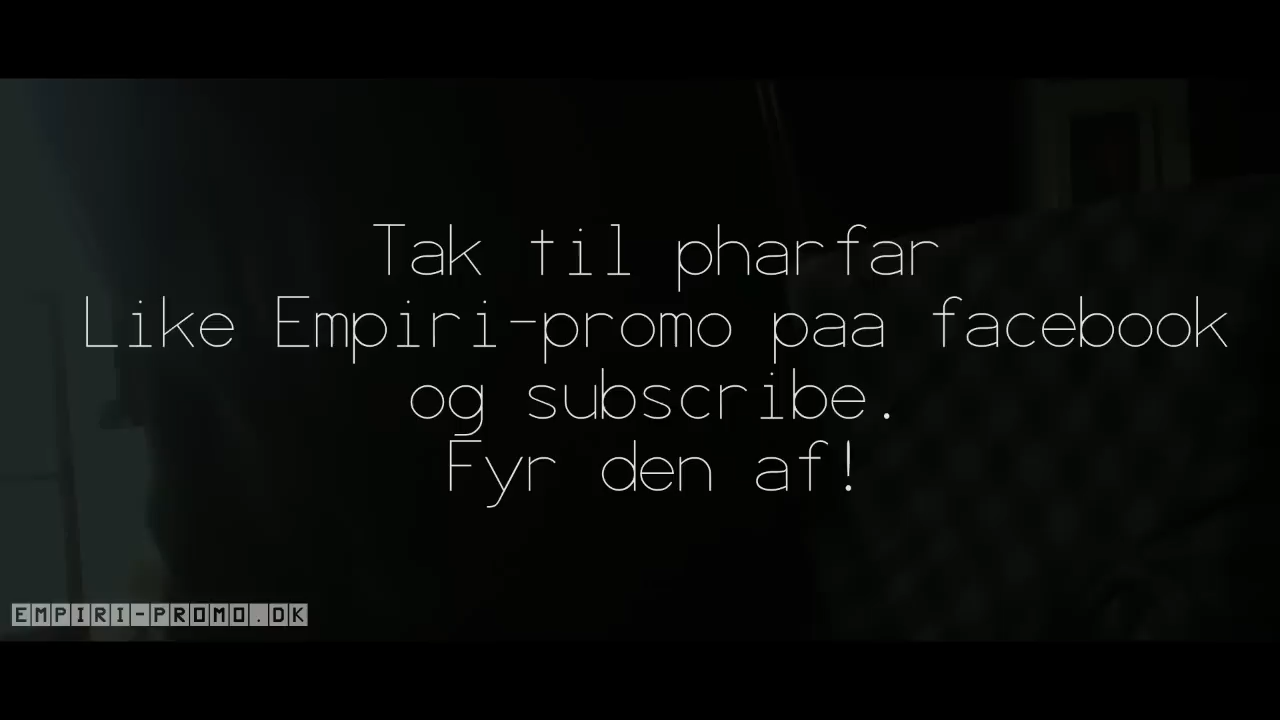 Tak til pharfar
Like Empiri-promo paa facebook
og subscribe.
Fyr den af!
EMPIRI-PROMO.DK